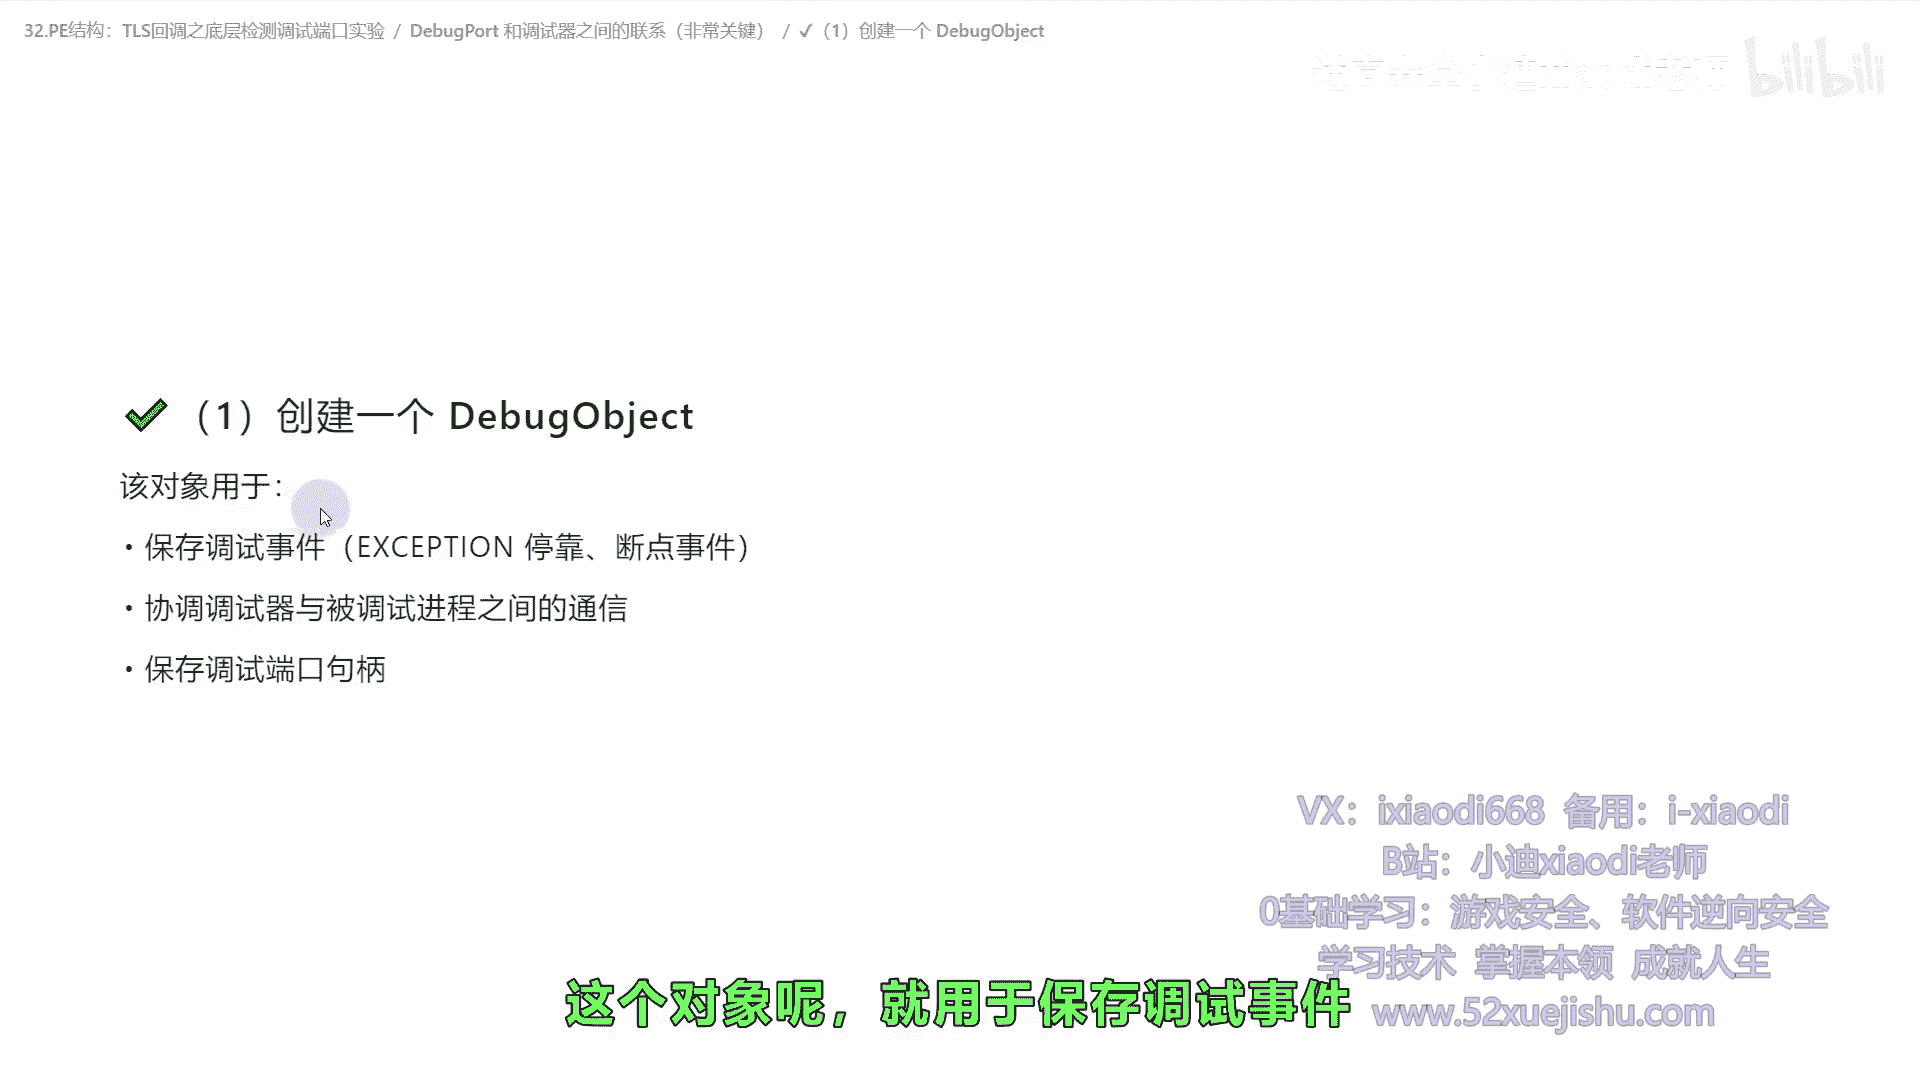 32.PE结构：TLS回调之底层检测调试端口实验 / DebugPort 和调试器之间的联系（非常关键） / ✓（1）创建一个 DebugObject
bilibili
（1）创建一个 DebugObject
该对象用于：
• 保存调试事件（EXCEPTION 停靠、断点事件）
• 协调调试器与被调试进程之间的通信
• 保存调试端口句柄
VX：ixiaodi668 备用：i-xiaodi
B站：小迪xiaodi老师
0基础学习：游戏安全、软件逆向安全
学习技术 掌握本领 成就人生
www.52xuejishu.com
这个对象呢，就用于保存调试事件